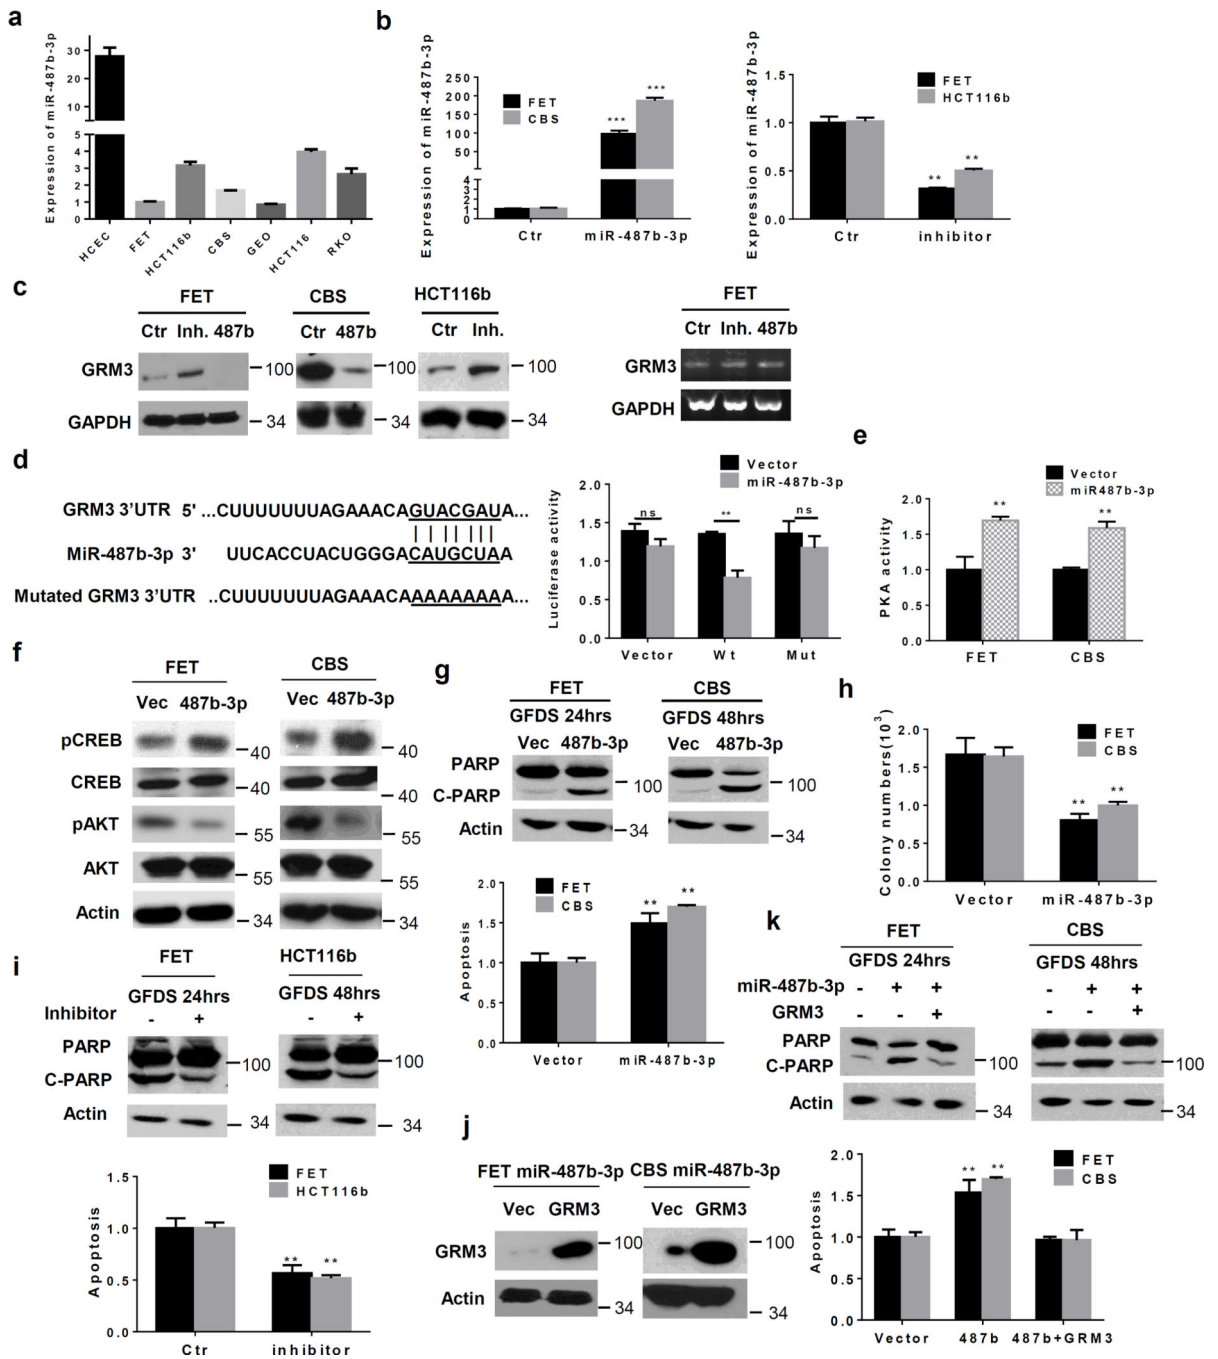 a
Expression of miR-487b-3p
30
20
10
5
4
3
2
1
0
HCEC
FET
HCT116b
CBS
GEO
HCT116
RKO
b
Expression of miR-487b-3p
250
200
150
100
50
4
3
2
1
0
FET
CBS
***
***
Ctr
miR-487b-3p
Expression of miR-487b-3p
1.5
1.0
0.5
0.0
FET
HCT116b
**
**
Ctr
inhibitor
c
FET
CBS
HCT116b
FET
Ctr Inh. 487b
Ctr 487b
Ctr Inh.
Ctr Inh. 487b
GRM3
100
100
100
GRM3
GAPDH
34
34
34
GAPDH
d
GRM3 3'UTR 5' ...CUUUUUUUAGAAACAGUACGAUA...
MiR-487b-3p 3' UUCACCUACUGGGACAUGCUAA
Mutated GRM3 3'UTR ..CUUUUUUUAGAAACAAAAAAAAA...
Luciferase activity
2.0
1.5
1.0
0.5
0.0
Vector
miR-487b-3p
ns
**
ns
Vector
Wt
Mut
e
PKA activity
2.0
1.5
1.0
0.5
0.0
Vector
miR487b-3p
**
**
FET
CBS
f
FET
CBS
Vec 487b-3p
Vec 487b-3p
pCREB
40
40
CREB
40
40
pAKT
55
55
AKT
55
55
Actin
34
34
g
FET
CBS
GFDS 24hrs
GFDS 48hrs
Vec 487b-3p
Vec 487b-3p
PARP
100
100
C-PARP
Actin
34
34
Apoptosis
2.0
1.5
1.0
0.5
0.0
FET
CBS
**
**
Vector
miR-487b-3p
h
Colony numbers(10³)
2.0
1.5
1.0
0.5
0.0
FET
CBS
**
**
Vector
miR-487b-3p
i
FET
HCT116b
GFDS 24hrs
GFDS 48hrs
Inhibitor
- +
- +
PARP
100
100
C-PARP
Actin
34
34
Apoptosis
1.5
1.0
0.5
0.0
FET
HCT116b
**
**
Ctr
inhibitor
j
FET miR-487b-3p
CBS miR-487b-3p
Vec GRM3
Vec GRM3
GRM3
100
100
Actin
34
34
k
FET
CBS
GFDS 24hrs
GFDS 48hrs
miR-487b-3p
- + +
- + +
GRM3
- - +
- - +
PARP
C-PARP
100
100
Actin
34
34
Apoptosis
2.0
1.5
1.0
0.5
0.0
FET
CBS
**
**
Vector
487b
487b+GRM3